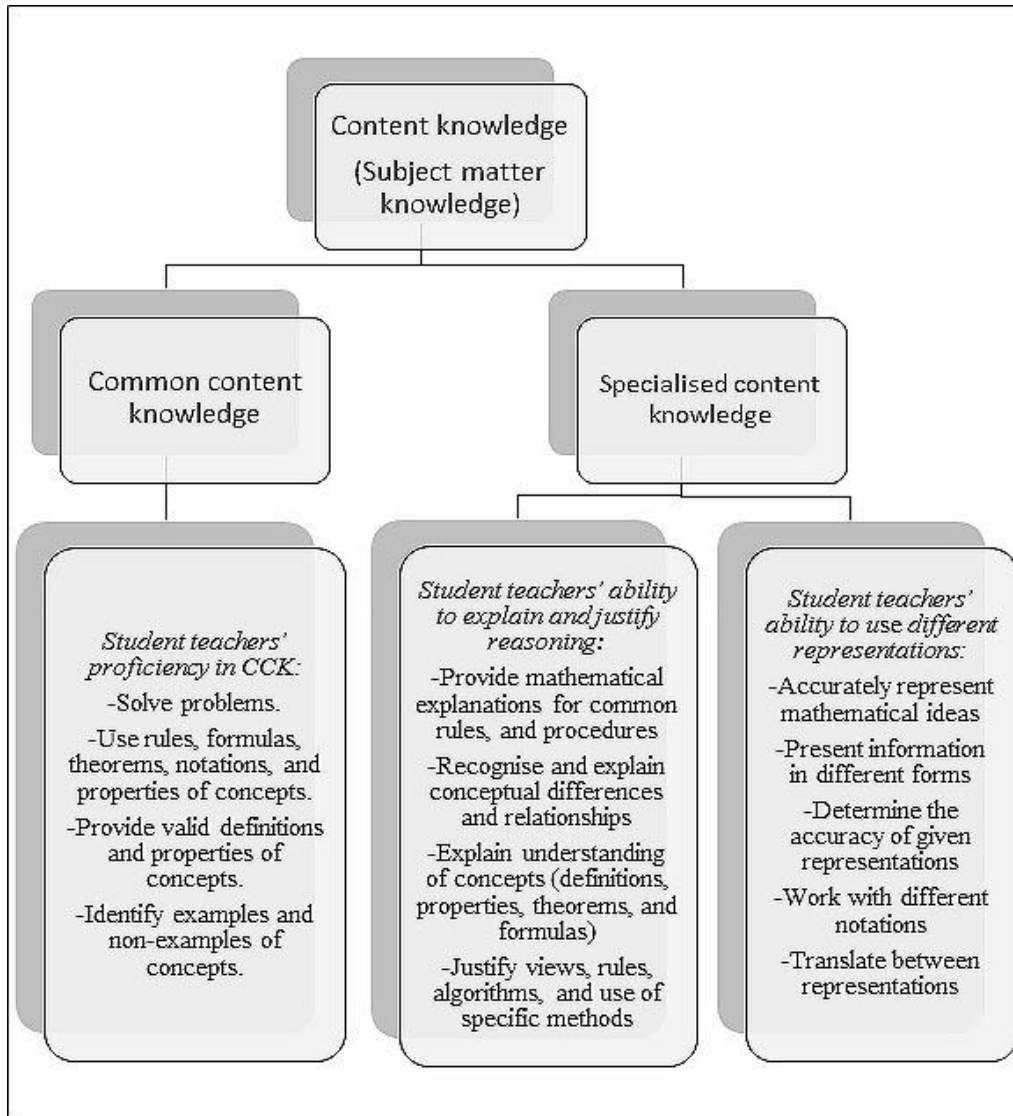 Content knowledge
(Subject matter
knowledge)
Common content
knowledge
Specialised content
knowledge
Student teachers’
proficiency in CCK:
-Solve problems.
-Use rules, formulas,
theorems, notations, and
properties of concepts.
-Provide valid definitions
and properties of
concepts.
-Identify examples and
non-examples of
concepts.
Student teachers’ ability
to explain and justify
reasoning:
-Provide mathematical
explanations for common
rules, and procedures
-Recognise and explain
conceptual differences
and relationships
-Explain understanding
of concepts (definitions,
properties, theorems, and
formulas)
-Justify views, rules,
algorithms, and use of
specific methods
Student teachers’
ability to use different
representations:
-Accurately represent
mathematical ideas
-Present information
in different forms
-Determine the
accuracy of given
representations
-Work with different
notations
-Translate between
representations